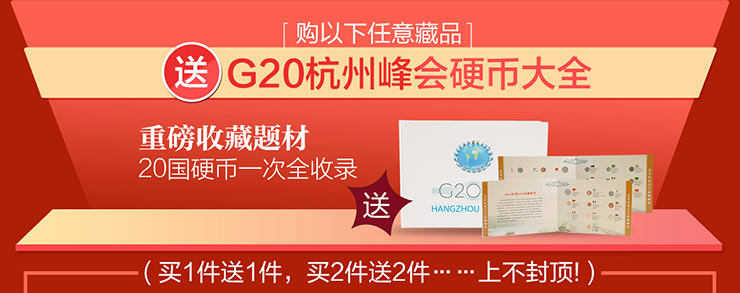 [ 购以下任意藏品 ]
送 G20杭州峰会硬币大全
重磅收藏题材
20国硬币一次全收录
送
G20
HANGZHOU
( 买1件送1件，买2件送2件……上不封顶! )